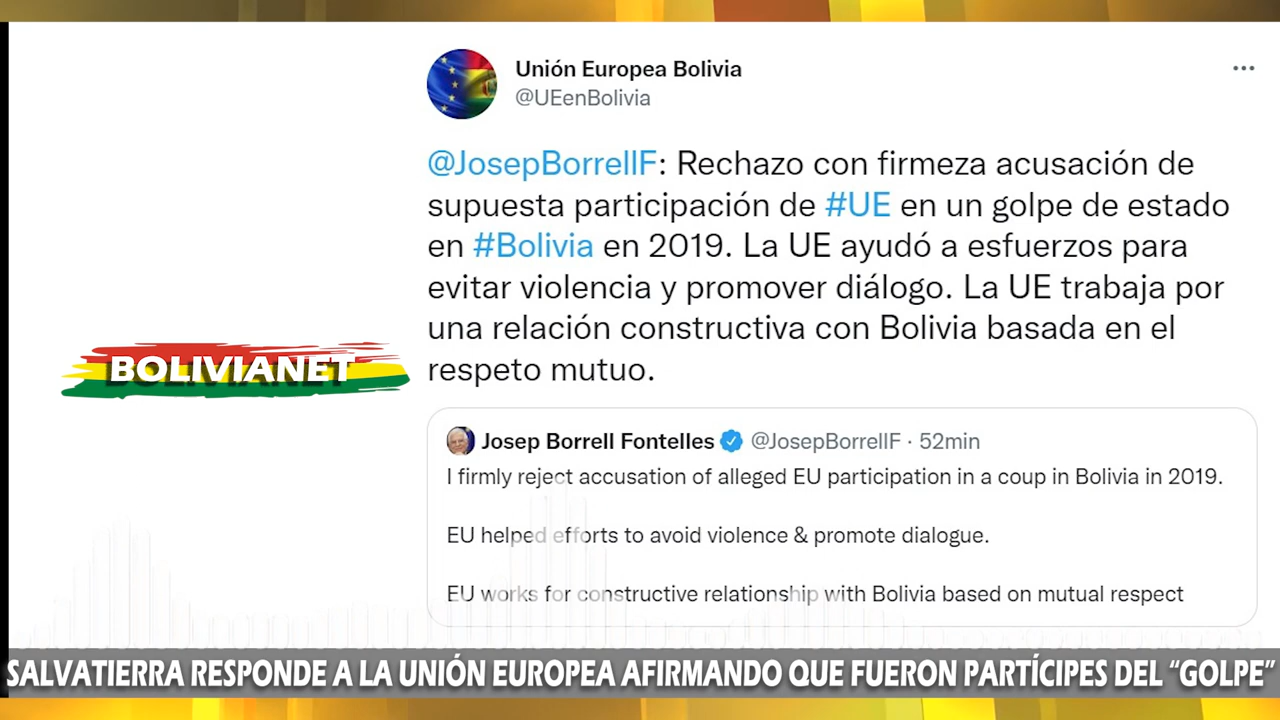 Unión Europea Bolivia
@UEenBolivia
@JosepBorrellF: Rechazo con firmeza acusación de
supuesta participación de #UE en un golpe de estado
en #Bolivia en 2019. La UE ayudó a esfuerzos para
evitar violencia y promover diálogo. La UE trabaja por
una relación constructiva con Bolivia basada en el
respeto mutuo.
BOLIVIANET
Josep Borrell Fontelles @JosepBorrellF · 52min
I firmly reject accusation of alleged EU participation in a coup in Bolivia in 2019.
EU helped efforts to avoid violence & promote dialogue.
EU works for constructive relationship with Bolivia based on mutual respect
SALVATIERRA RESPONDE A LA UNIÓN EUROPEA AFIRMANDO QUE FUERON PARTÍCIPES DEL “GOLPE”